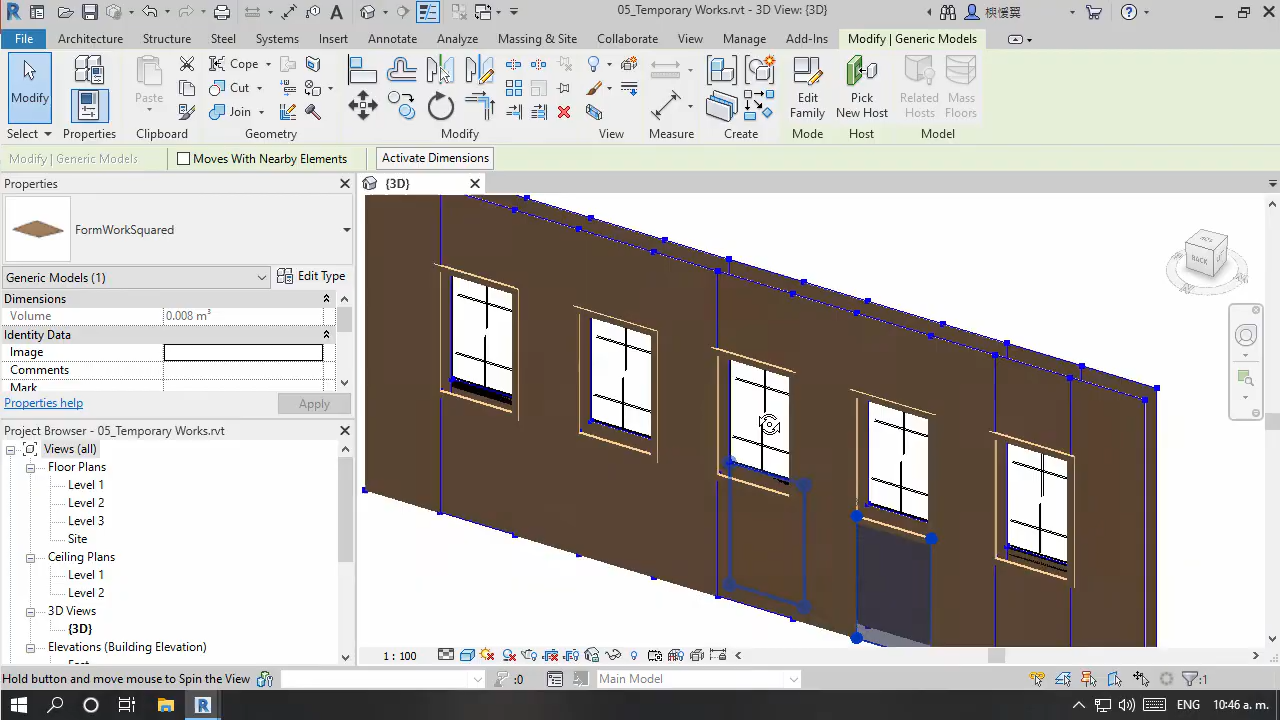 05_Temporary Works.rvt - 3D View: {3D}
File
Architecture
Structure
Steel
Systems
Insert
Annotate
Analyze
Massing & Site
Collaborate
View
Manage
Add-Ins
Modify | Generic Models
Modify
Select
Properties
Paste
Clipboard
Cope
Cut
Join
Geometry
Modify
View
Measure
Create
Edit Family
Mode
Pick New Host
Host
Related Hosts
Mass Floors
Model
Modify | Generic Models
Moves With Nearby Elements
Activate Dimensions
Properties
{3D}
FormWorkSquared
Generic Models (1)
Edit Type
Dimensions
Volume 0.008 m³
Identity Data
Image
Comments
Mark
Properties help
Apply
BACK
Project Browser - 05_Temporary Works.rvt
Views (all)
Floor Plans
Level 1
Level 2
Level 3
Site
Ceiling Plans
Level 1
Level 2
3D Views
{3D}
Elevations (Building Elevation)
1 : 100
Hold button and move mouse to Spin the View
:0
Main Model
:1
ENG
10:46 a. m.